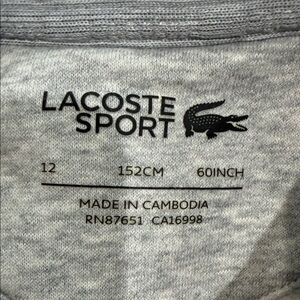 LACOSTE
SPORT
12 152CM 60INCH
MADE IN CAMBODIA
RN87651 CA16998